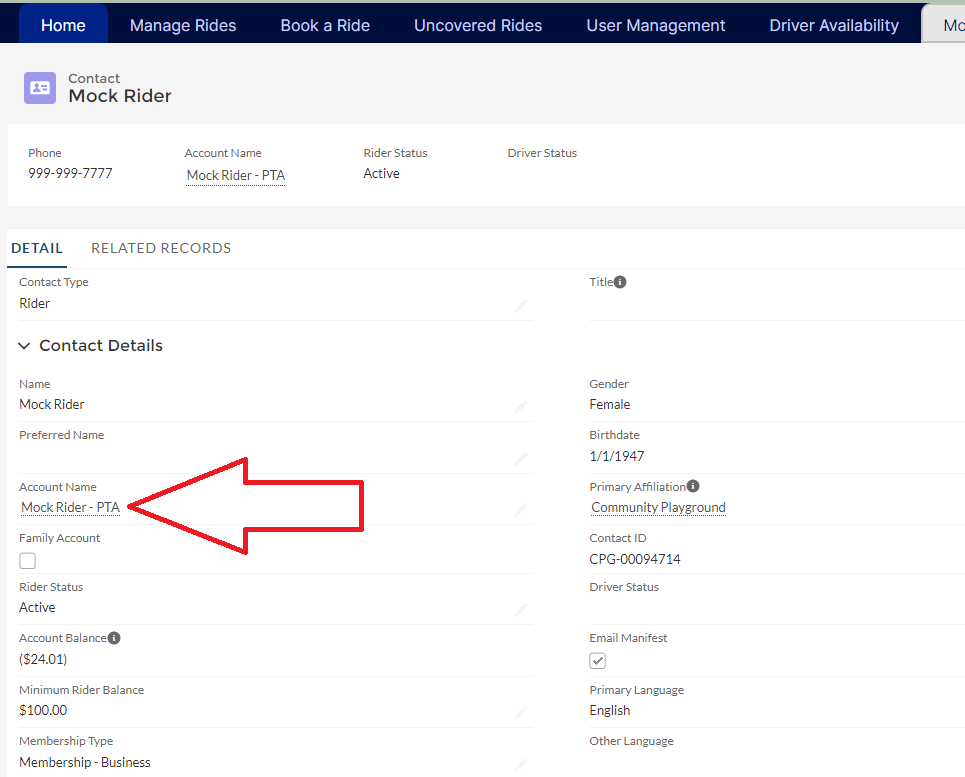 Home Manage Rides Book a Ride Uncovered Rides User Management Driver Availability Mo
Contact
Mock Rider
Phone Account Name Rider Status Driver Status
999-999-7777 Mock Rider - PTA Active
DETAIL RELATED RECORDS
Contact Type Title
Rider
Contact Details
Name Gender
Mock Rider Female
Preferred Name Birthdate
1/1/1947
Account Name Primary Affiliation
Mock Rider - PTA Community Playground
Family Account Contact ID
CPG-00094714
Rider Status Driver Status
Active
Account Balance Email Manifest
($24.01)
Minimum Rider Balance Primary Language
$100.00 English
Membership Type Other Language
Membership - Business